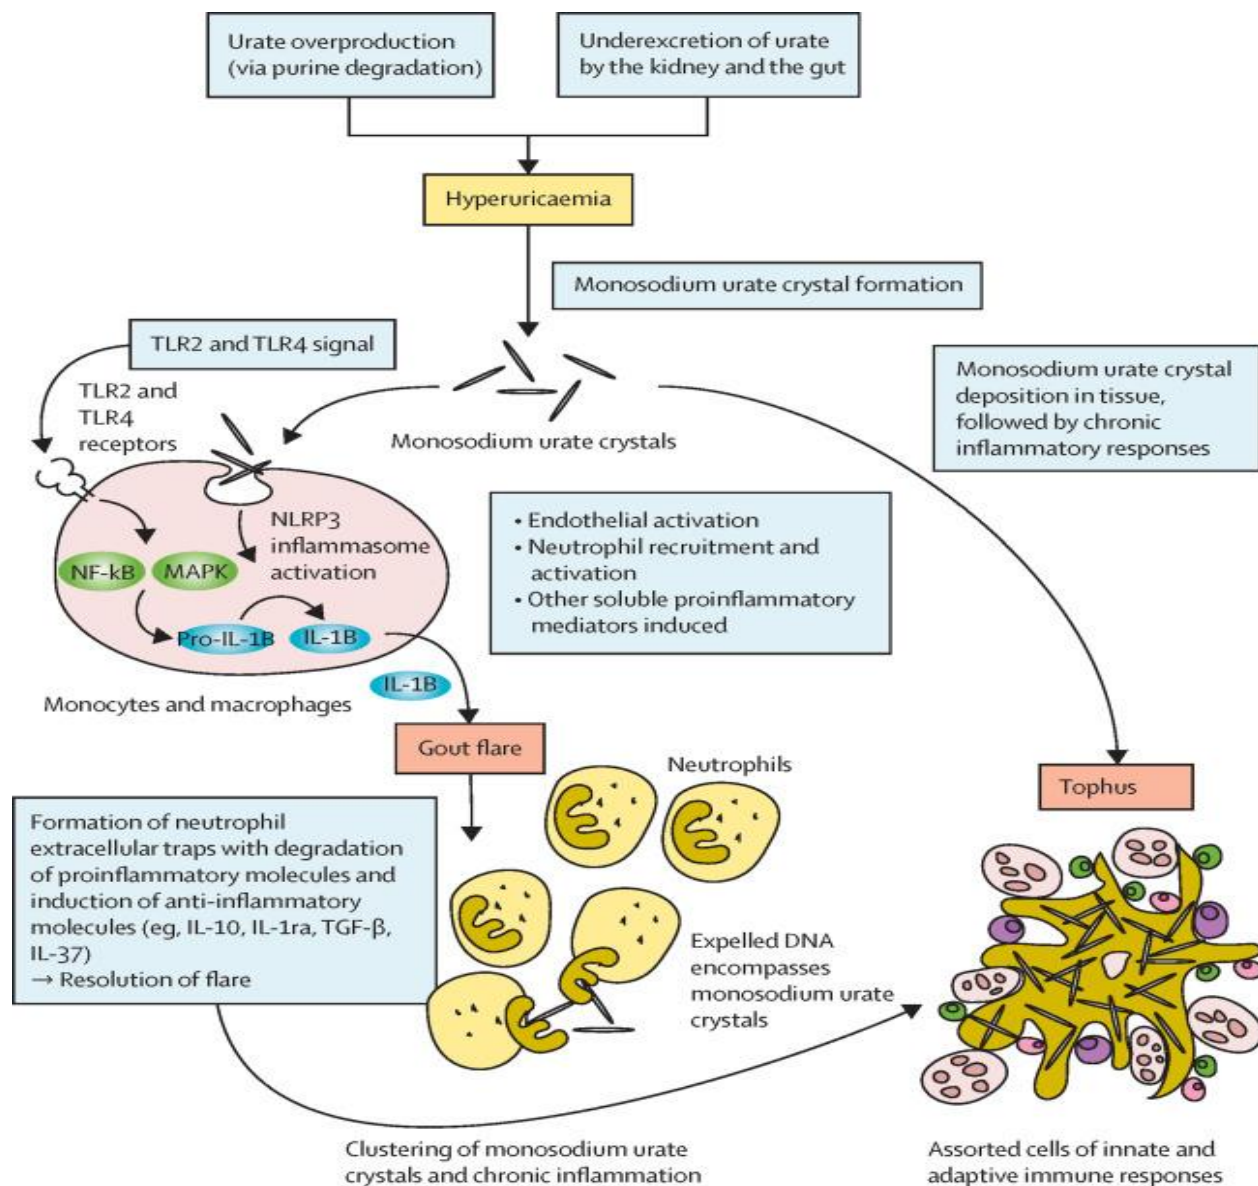 Urate overproduction
(via purine degradation)
Underexcretion of urate
by the kidney and the gut
Hyperuricaemia
Monosodium urate crystal formation
TLR2 and TLR4 signal
TLR2 and
TLR4
receptors
Monosodium urate crystals
Monosodium urate crystal
deposition in tissue,
followed by chronic
inflammatory responses
NLRP3
inflammasome
activation
NF-kB
MAPK
Pro-IL-1B
IL-1B
• Endothelial activation
• Neutrophil recruitment and
activation
• Other soluble proinflammatory
mediators induced
IL-1B
Monocytes and macrophages
Gout flare
Neutrophils
Tophus
Formation of neutrophil
extracellular traps with degradation
of proinflammatory molecules and
induction of anti-inflammatory
molecules (eg, IL-10, IL-1ra, TGF-β,
IL-37)
→ Resolution of flare
Expelled DNA
encompasses
monosodium urate
crystals
Clustering of monosodium urate
crystals and chronic inflammation
Assorted cells of innate and
adaptive immune responses